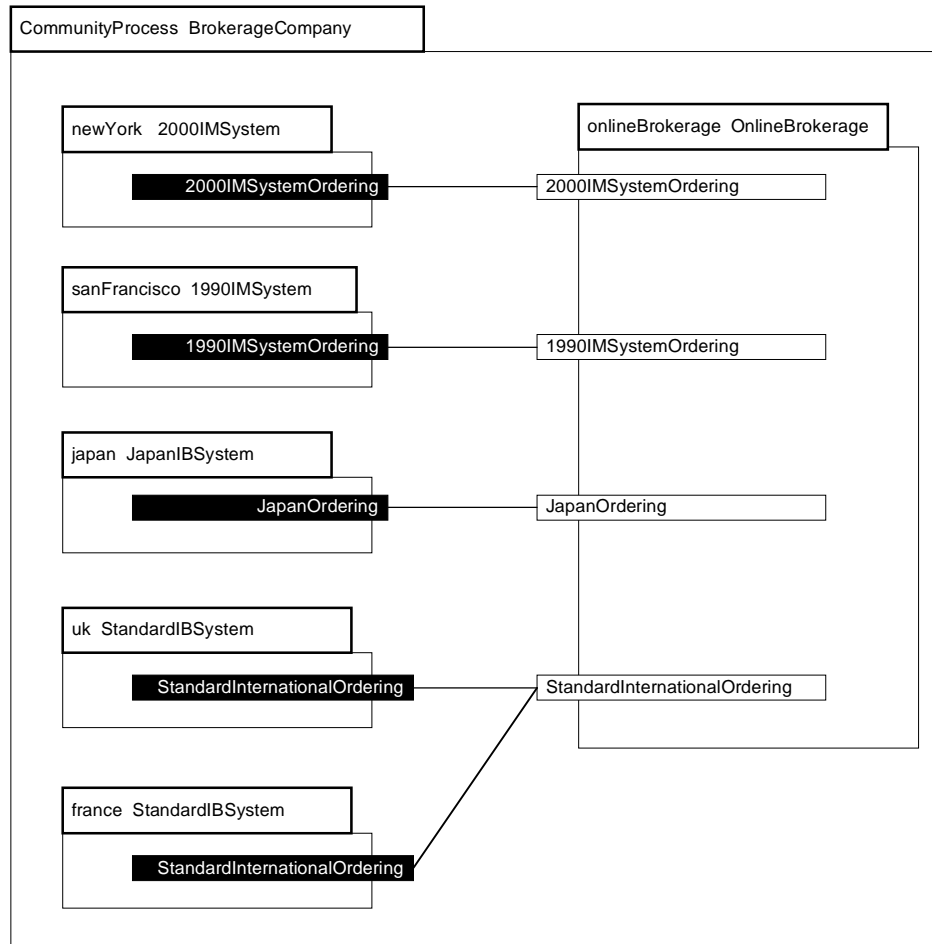 CommunityProcess BrokerageCompany
newYork 2000IMSystem
onlineBrokerage OnlineBrokerage
2000IMSystemOrdering
2000IMSystemOrdering
sanFrancisco 1990IMSystem
1990IMSystemOrdering
1990IMSystemOrdering
japan JapanIBSystem
JapanOrdering
JapanOrdering
uk StandardIBSystem
StandardInternationalOrdering
StandardInternationalOrdering
france StandardIBSystem
StandardInternationalOrdering